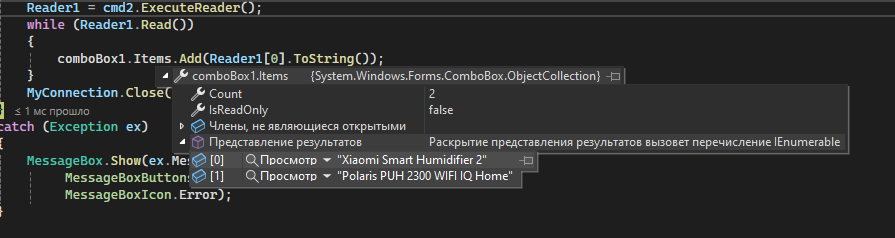 Reader1 = cmd2.ExecuteReader();
while (Reader1.Read())
{
comboBox1.Items.Add(Reader1[0].ToString());
}
comboBox1.Items {System.Windows.Forms.ComboBox.ObjectCollection}
MyConnection.Close(
Count 2
≤ 1 мс прошло
IsReadOnly false
catch (Exception ex)
Члены, не являющиеся открытыми
{
Представление результатов Раскрытие представления результатов вызовет перечисление IEnumerable
MessageBox.Show(ex.Me
[0] Просмотр "Xiaomi Smart Humidifier 2"
MessageBoxButton
[1] Просмотр "Polaris PUH 2300 WIFI IQ Home"
MessageBoxIcon.Error);
}